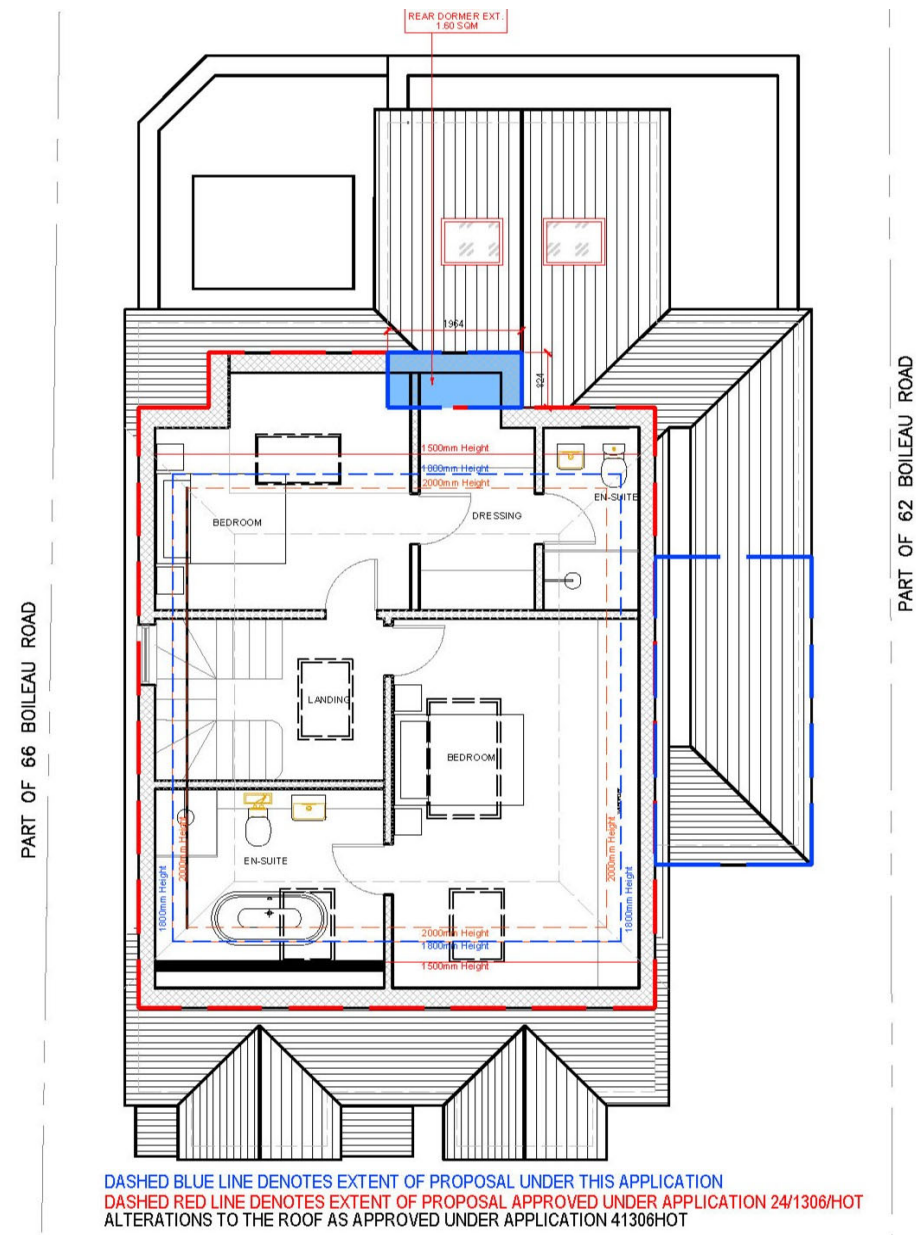 REAR DORMER EXT.
1.60 SQM
1964
824
1500mm Height
1800mm Height
2000mm Height
BEDROOM
DRESSING
EN-SUITE
PART OF 62 BOILEAU ROAD
PART OF 66 BOILEAU ROAD
LANDING
BEDROOM
EN-SUITE
2000mm Height
1800mm Height
2000mm Height
1800mm Height
2000mm Height
1800mm Height
1500mm Height
DASHED BLUE LINE DENOTES EXTENT OF PROPOSAL UNDER THIS APPLICATION
DASHED RED LINE DENOTES EXTENT OF PROPOSAL APPROVED UNDER APPLICATION 24/1306/HOT
ALTERATIONS TO THE ROOF AS APPROVED UNDER APPLICATION 41306HOT